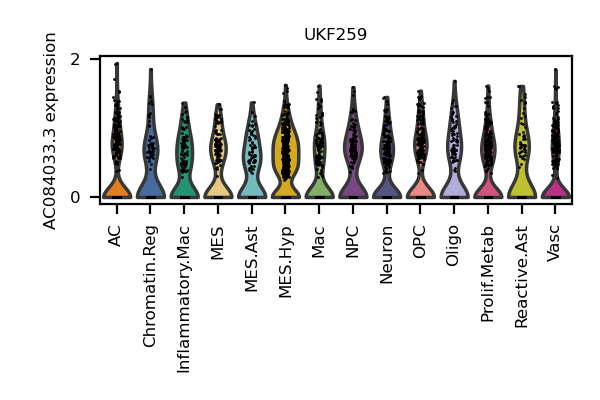 UKF259
AC084033.3 expression
2
0
AC
Chromatin.Reg
Inflammatory.Mac
MES
MES.Ast
MES.Hyp
Mac
NPC
Neuron
OPC
Oligo
Prolif.Metab
Reactive.Ast
Vasc